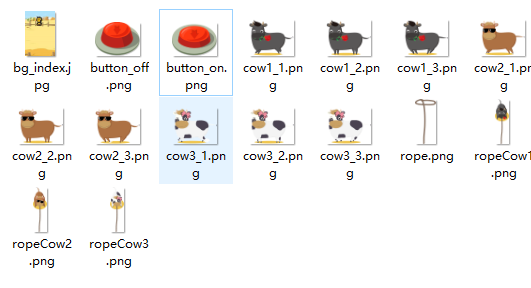 bg_index.j button_off button_on. cow1_1.pn cow1_2.pn cow1_3.pn cow2_1.pn
pg .png png g g g g
cow2_2.pn cow2_3.pn cow3_1.pn cow3_2.pn cow3_3.pn rope.png ropeCow1
g g g g g .png
ropeCow2 ropeCow3
.png .png